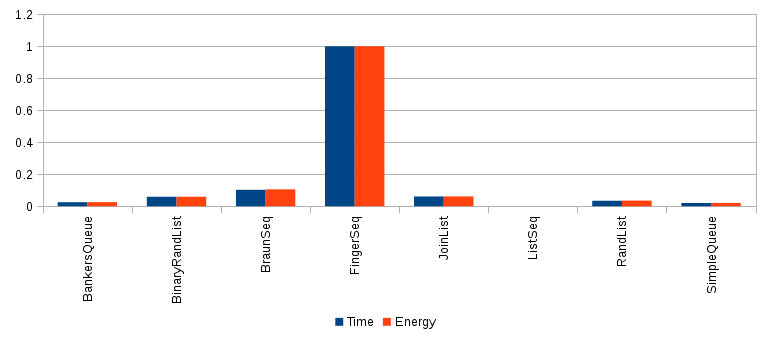 1.2
1
0.8
0.6
0.4
0.2
0
BankersQueue
BinaryRandList
BraunSeq
FingerSeq
JoinList
ListSeq
RandList
SimpleQueue
Time Energy